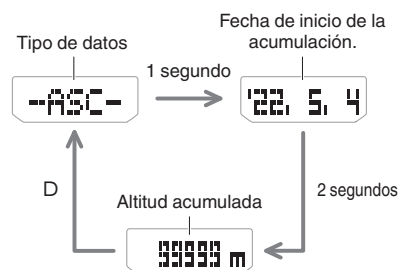 Fecha de inicio de la
acumulación.
Tipo de datos
1 segundo
-ASC-
'22, 5, 4
D
2 segundos
Altitud acumulada
99999 m